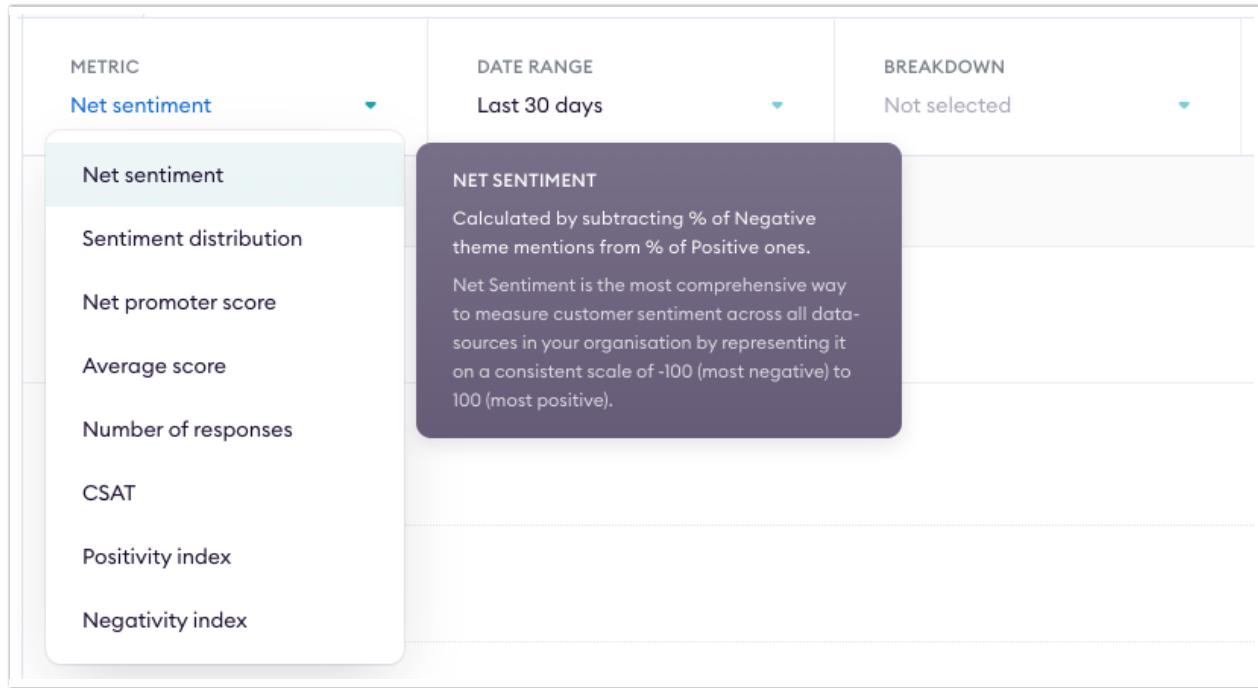 METRIC
Net sentiment
DATE RANGE
Last 30 days
BREAKDOWN
Not selected
Net sentiment
Sentiment distribution
Net promoter score
Average score
Number of responses
CSAT
Positivity index
Negativity index
NET SENTIMENT
Calculated by subtracting % of Negative
theme mentions from % of Positive ones.
Net Sentiment is the most comprehensive way
to measure customer sentiment across all data-
sources in your organisation by representing it
on a consistent scale of -100 (most negative) to
100 (most positive).